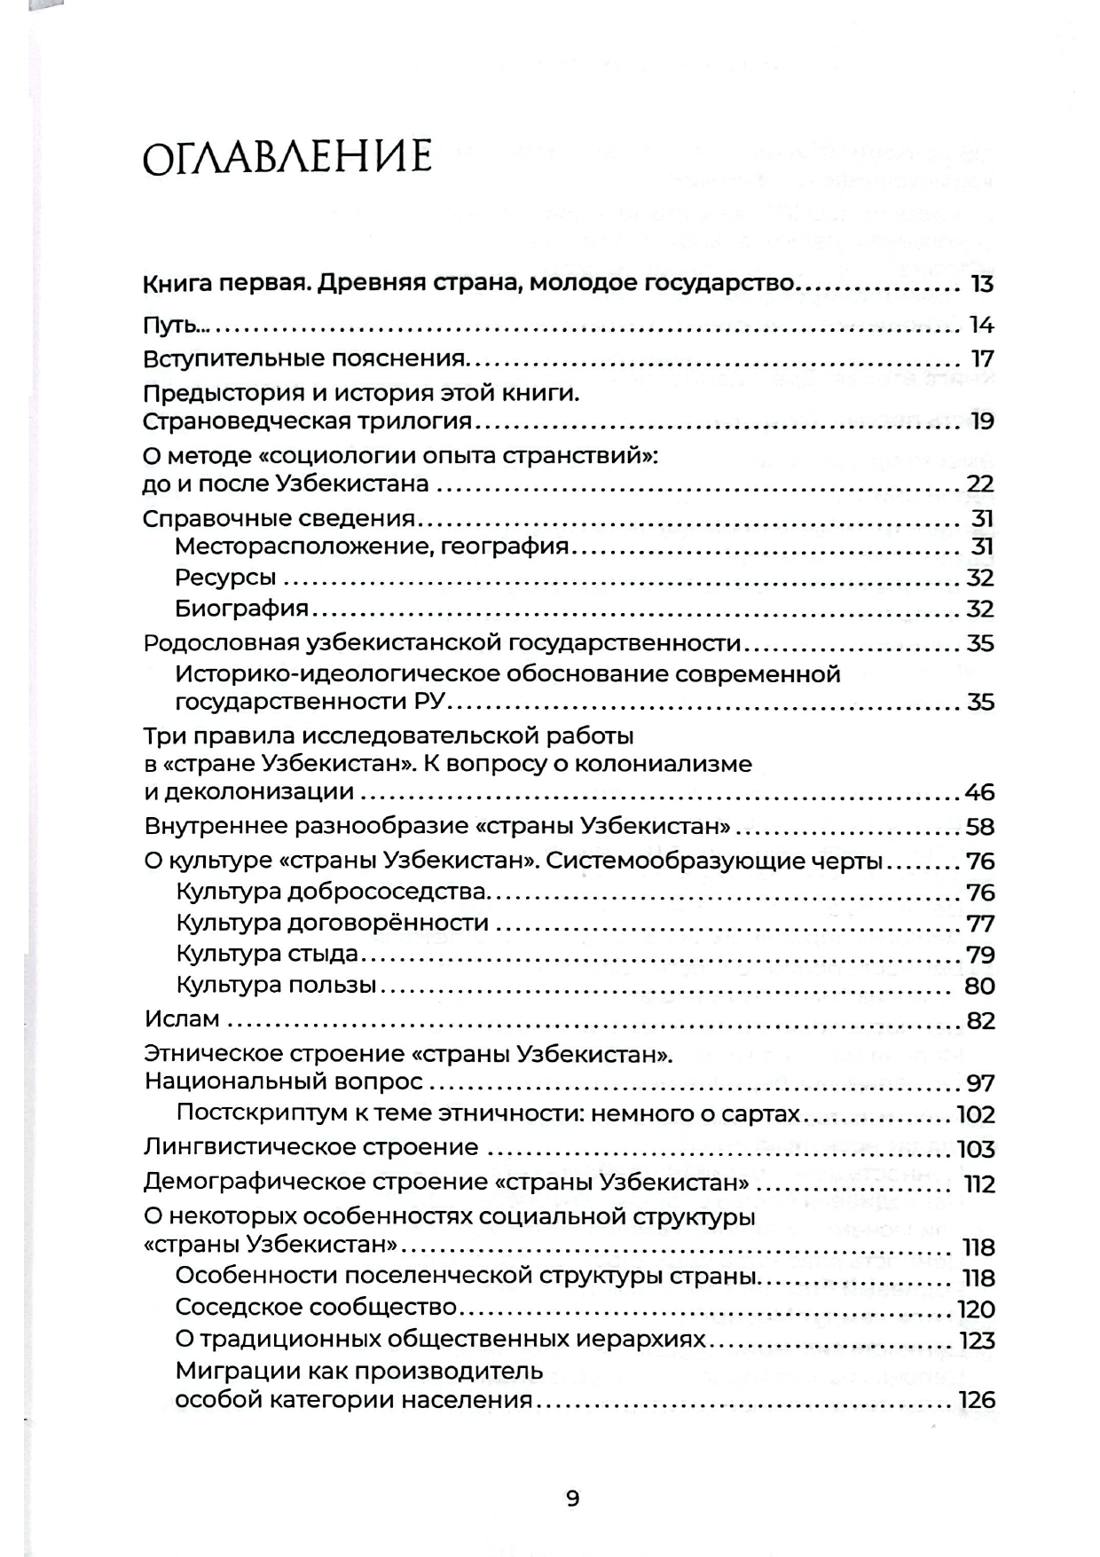 ОГЛАВЛЕНИЕ
Книга первая. Древняя страна, молодое государство.................. 13
Путь... ........................................................................................... 14
Вступительные пояснения............................................................. 17
Предыстория и история этой книги.
Страноведческая трилогия............................................................ 19
О методе «социологии опыта странствий»:
до и после Узбекистана ................................................................. 22
Справочные сведения................................................................... 31
Месторасположение, география................................................ 31
Ресурсы ................................................................................... 32
Биография................................................................................ 32
Родословная узбекистанской государственности........................... 35
Историко-идеологическое обоснование современной
государственности РУ............................................................... 35
Три правила исследовательской работы
в «стране Узбекистан». К вопросу о колониализме
и деколонизации .......................................................................... 46
Внутреннее разнообразие «страны Узбекистан» ............................ 58
О культуре «страны Узбекистан». Системообразующие черты......... 76
Культура добрососедства.......................................................... 76
Культура договорённости ......................................................... 77
Культура стыда......................................................................... 79
Культура пользы....................................................................... 80
Ислам .......................................................................................... 82
Этническое строение «страны Узбекистан».
Национальный вопрос .................................................................. 97
Постскриптум к теме этничности: немного о сартах.................. 102
Лингвистическое строение .......................................................... 103
Демографическое строение «страны Узбекистан» ........................ 112
О некоторых особенностях социальной структуры
«страны Узбекистан».................................................................... 118
Особенности поселенческой структуры страны........................ 118
Соседское сообщество............................................................. 120
О традиционных общественных иерархиях.............................. 123
Миграции как производитель
особой категории населения.................................................... 126
9